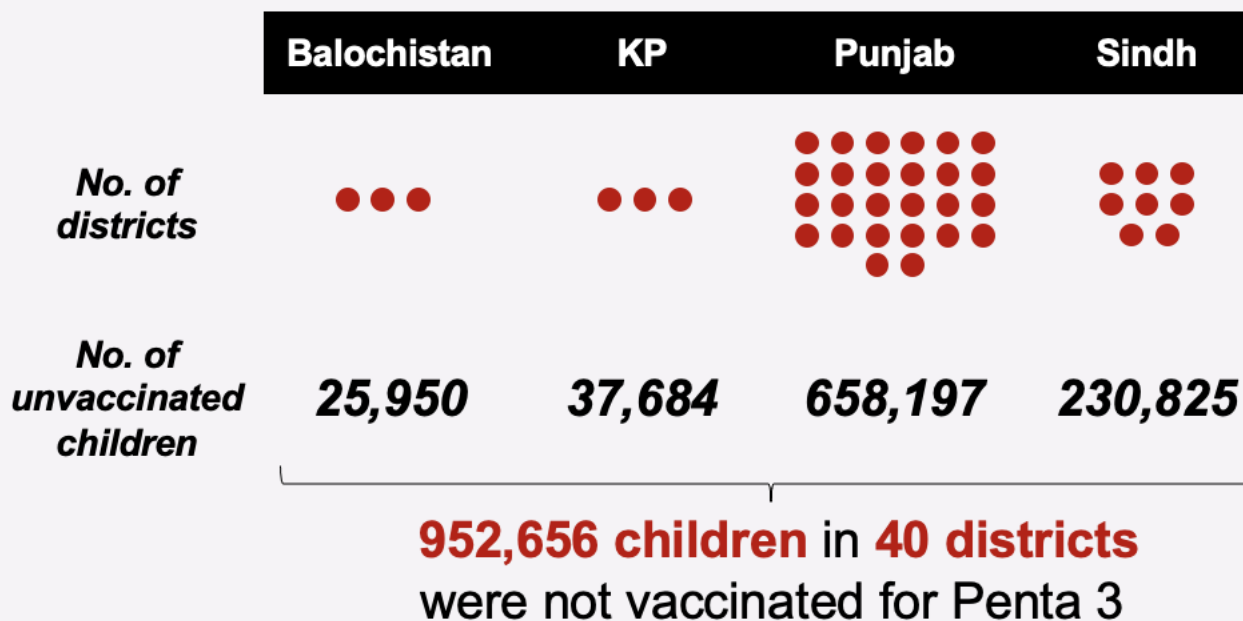 Balochistan KP Punjab Sindh
No. of
districts
No. of
unvaccinated
children
25,950 37,684 658,197 230,825
952,656 children in 40 districts
were not vaccinated for Penta 3